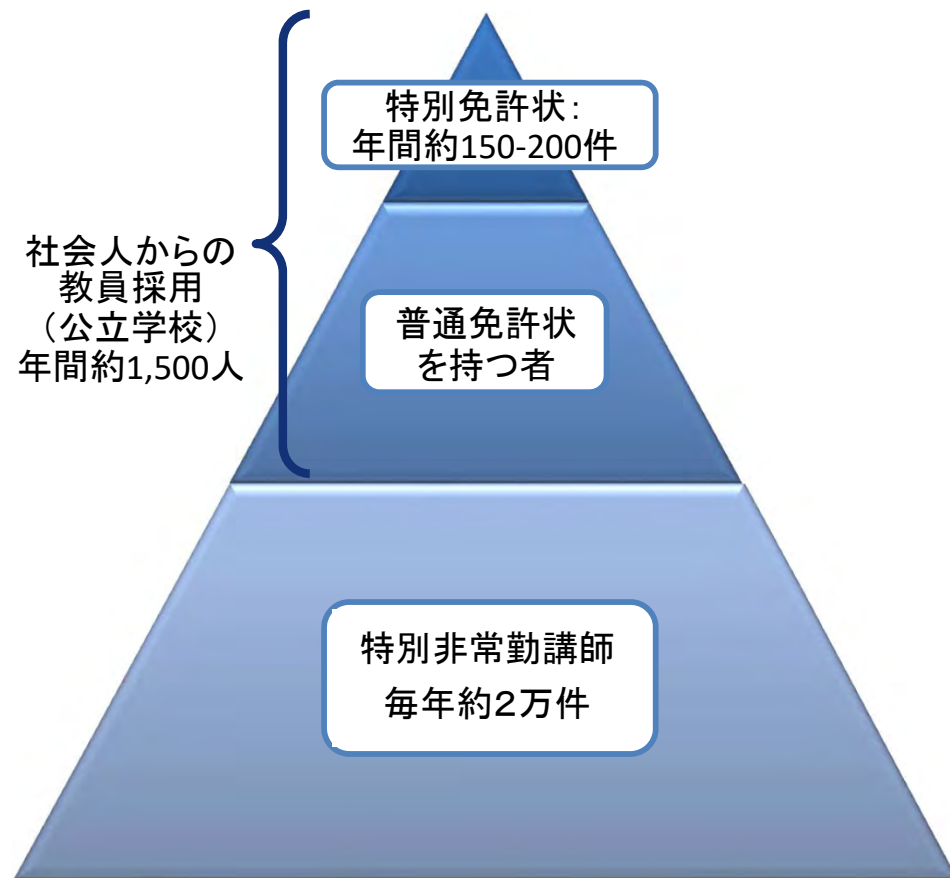 特別免許状：
年間約150-200件
社会人からの
教員採用
（公立学校）
年間約1,500人
普通免許状
を持つ者
特別非常勤講師
毎年約２万件